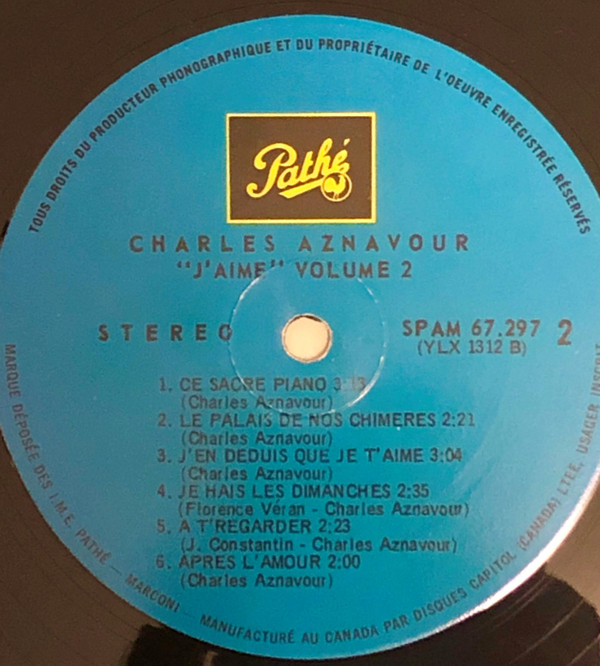 TOUS DROITS DU PRODUCTEUR PHONOGRAPHIQUE ET DU PROPRIÉTAIRE DE L'OEUVRE ENREGISTRÉE RÉSERVÉS
Pathé
CHARLES AZNAVOUR
"J'AIME" VOLUME 2
STEREO
SPAM 67.297 2
(YLX 1312 B)
1. CE SACRE PIANO 3:13
(Charles Aznavour)
2. LE PALAIS DE NOS CHIMERES 2:21
(Charles Aznavour)
3. J'EN DEDUIS QUE JE T'AIME 3:04
(Charles Aznavour)
4. JE HAIS LES DIMANCHES 2:35
(Florence Véran - Charles Aznavour)
5. A T'REGARDER 2:23
(J. Constantin - Charles Aznavour)
6. APRES L'AMOUR 2:00
(Charles Aznavour)
MARQUE DÉPOSÉE DES I.M.E. PATHÉ — MARCONI — MANUFACTURÉ AU CANADA PAR DISQUES CAPITOL (CANADA) LTEE, USAGER INSCRIT